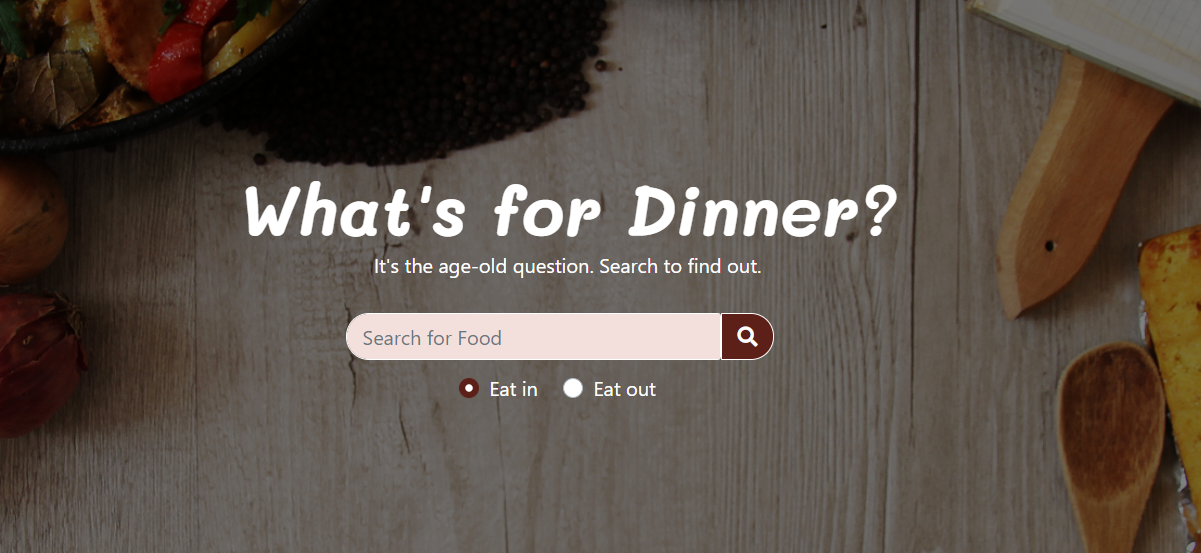 What's for Dinner?
It's the age-old question. Search to find out.
Search for Food
Eat in Eat out